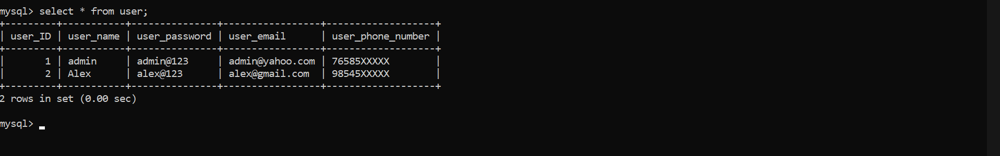 mysql> select * from user;
+---------+-----------+---------------+-----------------+-------------------+
| user_ID | user_name | user_password | user_email      | user_phone_number |
+---------+-----------+---------------+-----------------+-------------------+
|       1 | admin     | admin@123     | admin@yahoo.com | 76585XXXXX        |
|       2 | Alex      | alex@123      | alex@gmail.com  | 98545XXXXX        |
+---------+-----------+---------------+-----------------+-------------------+
2 rows in set (0.00 sec)
mysql>